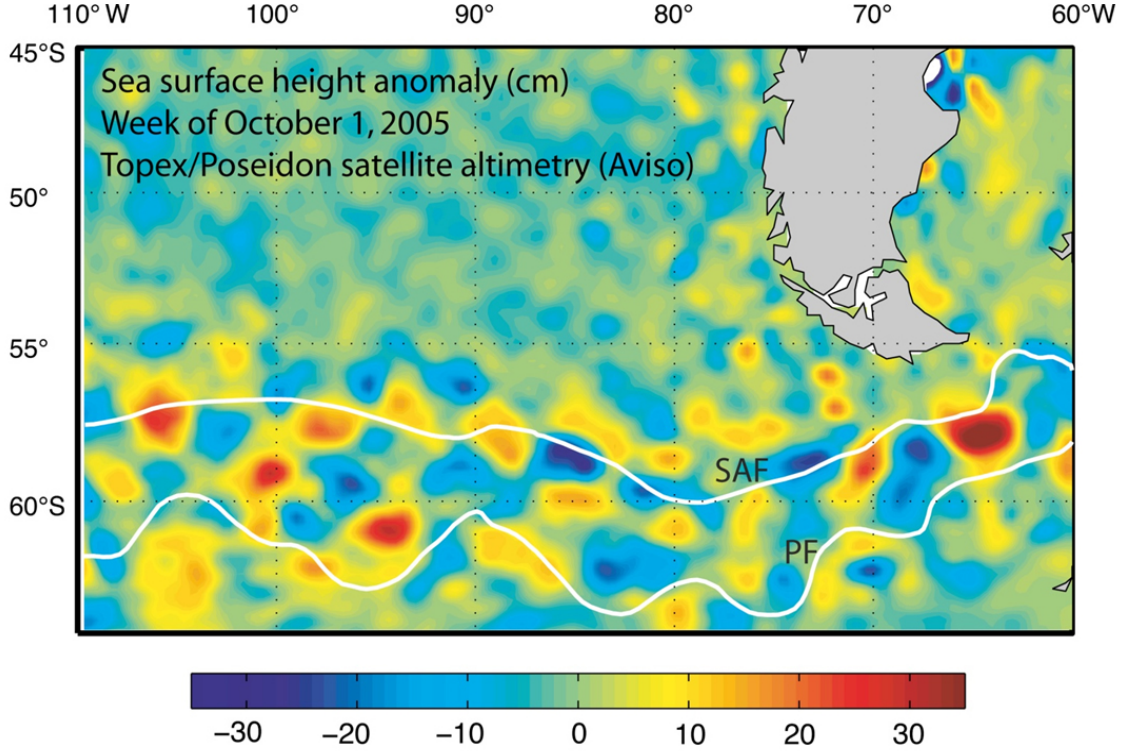 110°W 100° 90° 80° 70° 60°W
45°S
Sea surface height anomaly (cm)
Week of October 1, 2005
Topex/Poseidon satellite altimetry (Aviso)
50°
55°
SAF
60°S
PF
−30 −20 −10 0 10 20 30